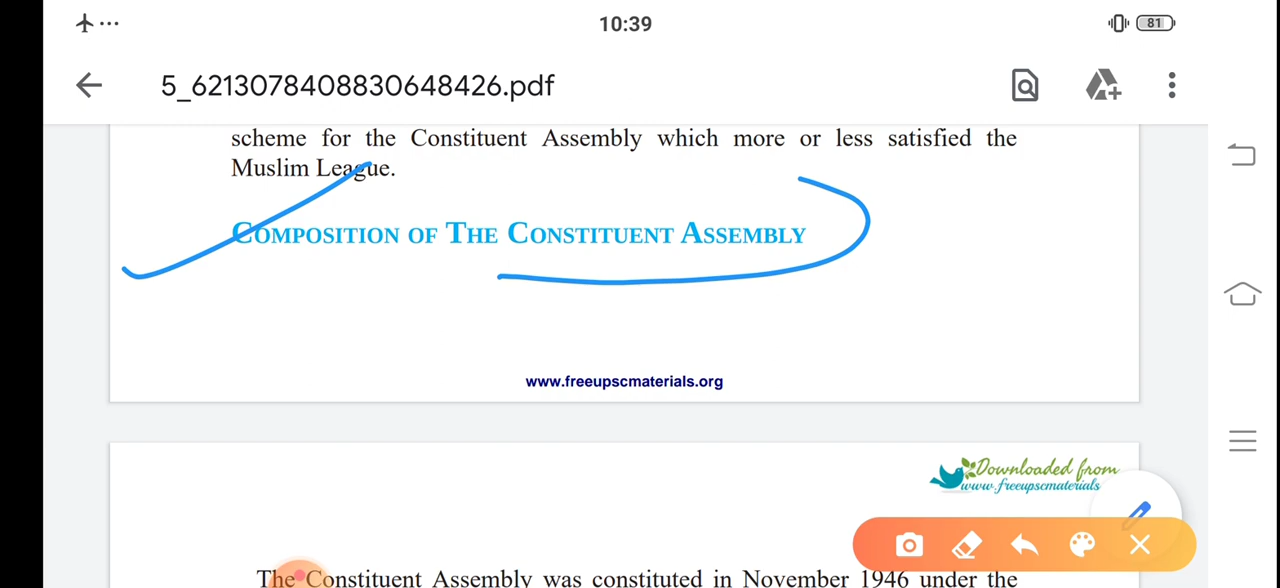 10:39
81
5_6213078408830648426.pdf
scheme for the Constituent Assembly which more or less satisfied the
Muslim League.
COMPOSITION OF THE CONSTITUENT ASSEMBLY
www.freeupscmaterials.org
Downloaded from
www.freeupscmaterials
The Constituent Assembly was constituted in November 1946 under the